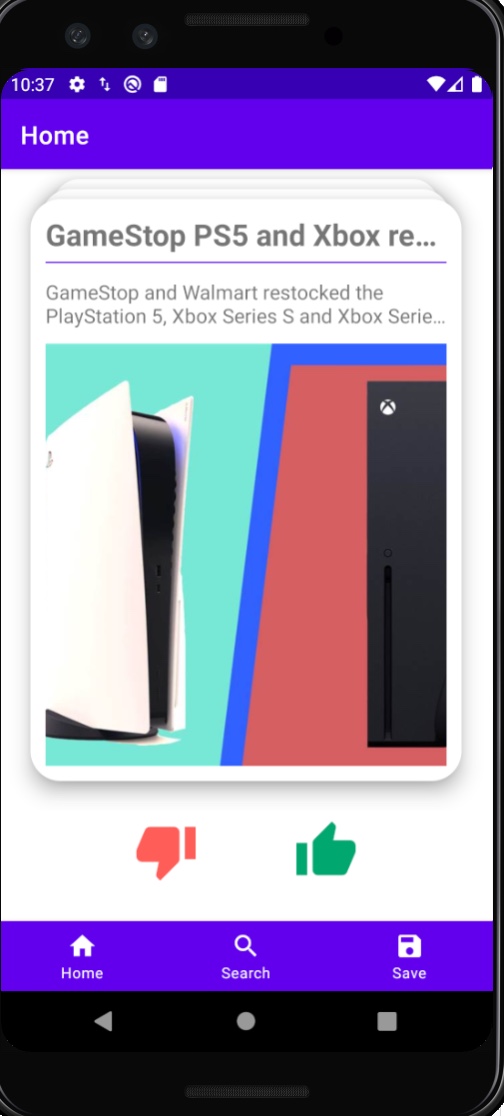 10:37
Home
GameStop PS5 and Xbox re...
GameStop and Walmart restocked the
PlayStation 5, Xbox Series S and Xbox Serie...
Home
Search
Save